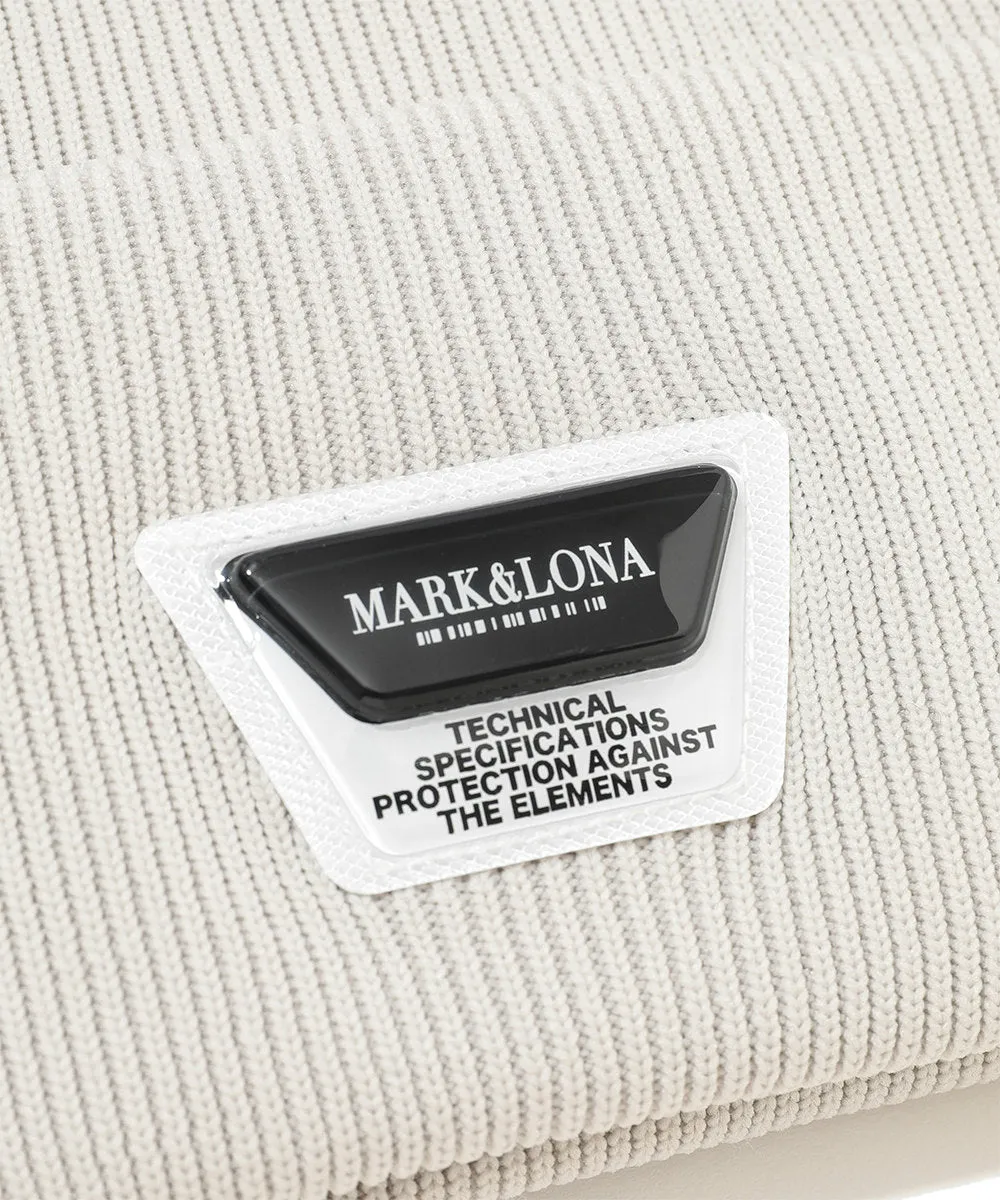 MARK&LONA
TECHNICAL
SPECIFICATIONS
PROTECTION AGAINST
THE ELEMENTS